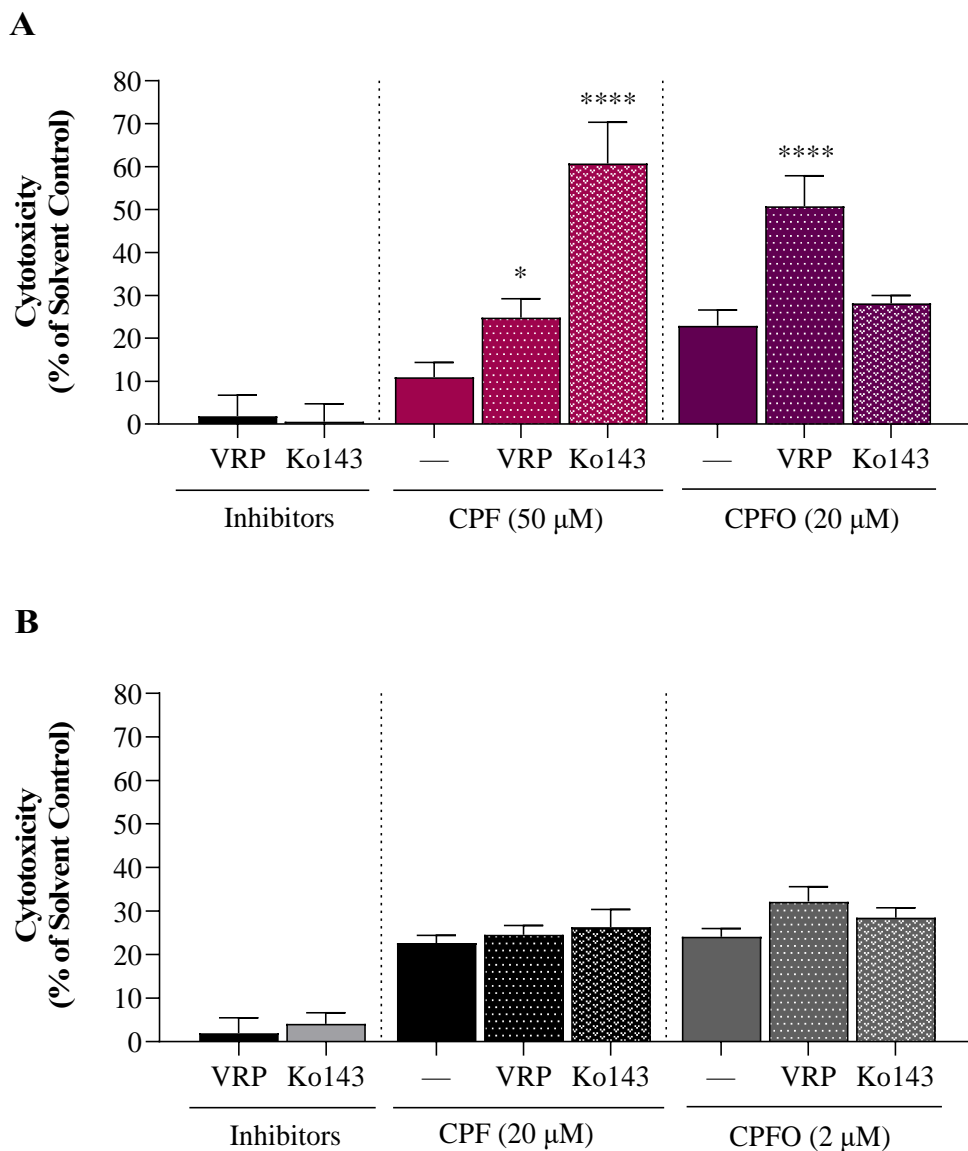 A
Cytotoxicity
(% of Solvent Control)
80
70
60
50
40
30
20
10
0
****
****
*
VRP Ko143 — VRP Ko143 — VRP Ko143
Inhibitors CPF (50 µM) CPFO (20 µM)
B
Cytotoxicity
(% of Solvent Control)
80
70
60
50
40
30
20
10
0
VRP Ko143 — VRP Ko143 — VRP Ko143
Inhibitors CPF (20 µM) CPFO (2 µM)